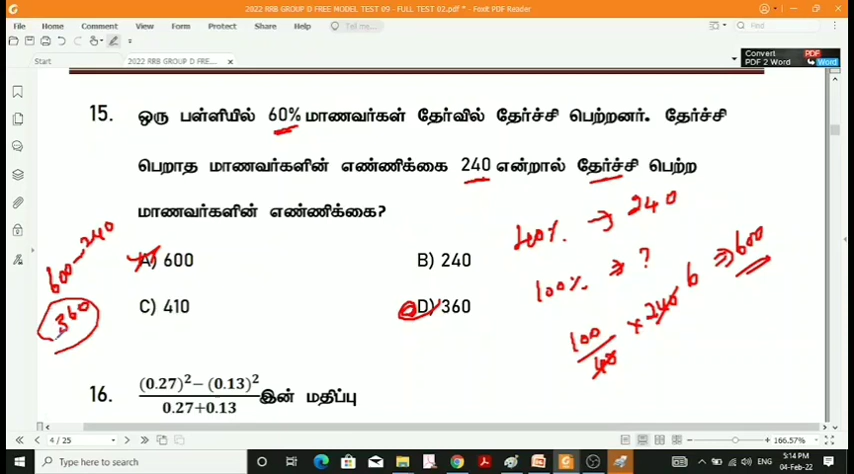 2022 RRB GROUP D FREE MODEL TEST 09 - FULL TEST 02.pdf * - Foxit PDF Reader
File Home Comment View Form Protect Share Help Tell me... Find
Start 2022 RRB GROUP D FRE... × Convert PDF
PDF 2 Word Word
15. ஒரு பள்ளியில் 60% மாணவர்கள் தேர்வில் தேர்ச்சி பெற்றனர். தேர்ச்சி
பெறாத மாணவர்களின் எண்ணிக்கை 240 என்றால் தேர்ச்சி பெற்ற
மாணவர்களின் எண்ணிக்கை?
40% → 240
100% ⇒ ?
100/40 × 240 6 ⇒ 600
600-240
360
A) 600 B) 240
C) 410 D) 360
16. (0.27)² − (0.13)² / 0.27+0.13 இன் மதிப்பு
4 / 25 166.57%
Type here to search ENG 5:14 PM
04-Feb-22